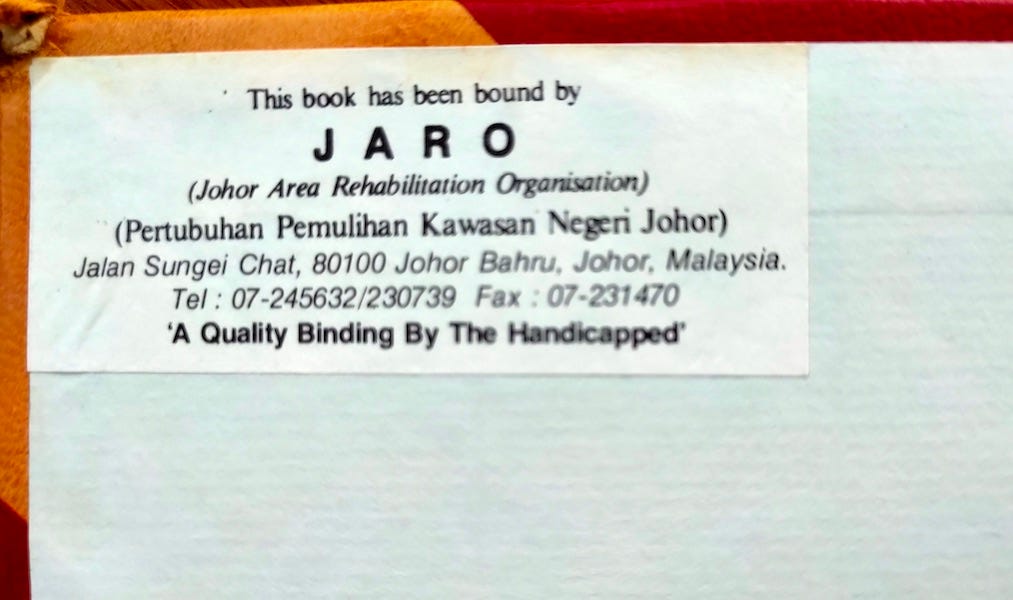 This book has been bound by
J A R O
(Johor Area Rehabilitation Organisation)
(Pertubuhan Pemulihan Kawasan Negeri Johor)
Jalan Sungei Chat, 80100 Johor Bahru, Johor, Malaysia.
Tel : 07-245632/230739 Fax : 07-231470
‘A Quality Binding By The Handicapped’